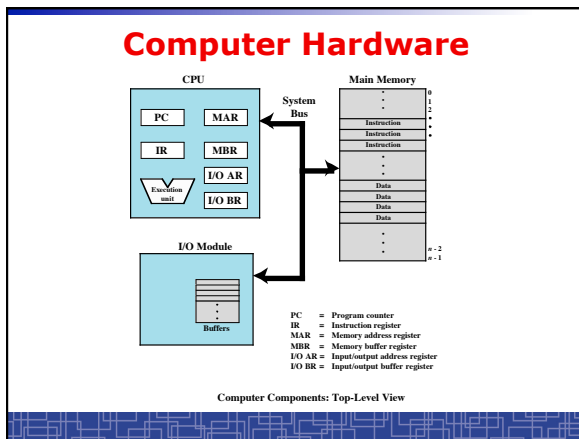 Computer Hardware
CPU
Main Memory
System
Bus
PC
MAR
IR
MBR
Execution
unit
I/O AR
I/O BR
0
1
2
Instruction
Instruction
Instruction
Data
Data
Data
Data
n - 2
n - 1
I/O Module
Buffers
PC = Program counter
IR = Instruction register
MAR = Memory address register
MBR = Memory buffer register
I/O AR = Input/output address register
I/O BR = Input/output buffer register
Computer Components: Top-Level View